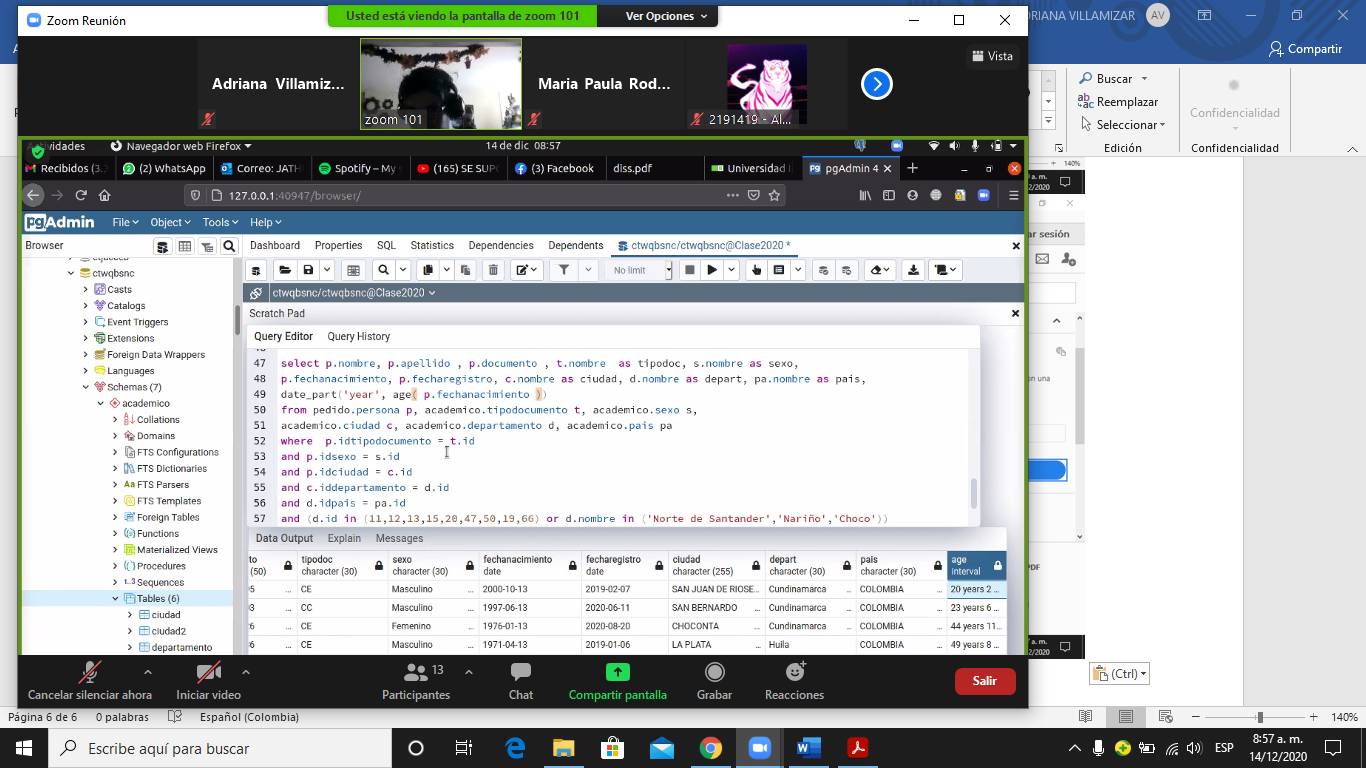 Zoom Reunión
Usted está viendo la pantalla de zoom 101
Ver Opciones
DRIANA VILLAMIZAR
AV
Compartir
Adriana Villamiz...
zoom 101
Maria Paula Rod...
2191419 - Al...
Vista
Buscar
Reemplazar
Seleccionar
Edición
Confidencialidad
Confidencialidad
ividades
Navegador web Firefox
14 de dic 08:57
(2) WhatsApp
Correo: JATH
Spotify – My
(165) SE SUP
(3) Facebook
diss.pdf
Universidad
pgAdmin 4
127.0.0.1:40947/browser/
pgAdmin
File
Object
Tools
Help
Browser
Dashboard
Properties
SQL
Statistics
Dependencies
Dependents
ctwqbsnc/ctwqbsnc@Clase2020 *
No limit
ctwqbsnc/ctwqbsnc@Clase2020
Scratch Pad
Query Editor
Query History
ctwqbsnc
Casts
Catalogs
Event Triggers
Extensions
Foreign Data Wrappers
Languages
Schemas (7)
academico
Collations
Domains
FTS Configurations
FTS Dictionaries
FTS Parsers
FTS Templates
Foreign Tables
Functions
Materialized Views
Procedures
Sequences
Tables (6)
ciudad
ciudad2
departamento
47 select p.nombre, p.apellido , p.documento , t.nombre as tipodoc, s.nombre as sexo,
48 p.fechanacimiento, p.fecharegistro, c.nombre as ciudad, d.nombre as depart, pa.nombre as pais,
49 date_part('year', age( p.fechanacimiento ))
50 from pedido.persona p, academico.tipodocumento t, academico.sexo s,
51 academico.ciudad c, academico.departamento d, academico.pais pa
52 where p.idtipodocumento = t.id
53 and p.idsexo = s.id
54 and p.idciudad = c.id
55 and c.iddepartamento = d.id
56 and d.idpais = pa.id
57 and (d.id in (11,12,13,15,20,47,50,19,66) or d.nombre in ('Norte de Santander','Nariño','Choco'))
Data Output
Explain
Messages
to (50)
tipodoc character (30)
sexo character (30)
fechanacimiento date
fecharegistro date
ciudad character (255)
depart character (30)
pais character (30)
age interval
CE Masculino ... 2000-10-13 2019-02-07 SAN JUAN DE RIOSE... Cundinamarca ... COLOMBIA ... 20 years 2 ...
CC Masculino ... 1997-06-13 2020-06-11 SAN BERNARDO ... Cundinamarca ... COLOMBIA ... 23 years 6 ...
CE Femenino ... 1976-01-13 2020-08-20 CHOCONTA ... Cundinamarca ... COLOMBIA ... 44 years 11...
CE Masculino ... 1971-04-13 2019-01-06 LA PLATA ... Huila ... COLOMBIA ... 49 years 8 ...
Cancelar silenciar ahora
Iniciar video
Participantes
13
Chat
Compartir pantalla
Grabar
Reacciones
Salir
140%
ar sesión
(Ctrl)
Página 6 de 6
0 palabras
Español (Colombia)
140%
Escribe aquí para buscar
ESP
8:57 a. m.
14/12/2020